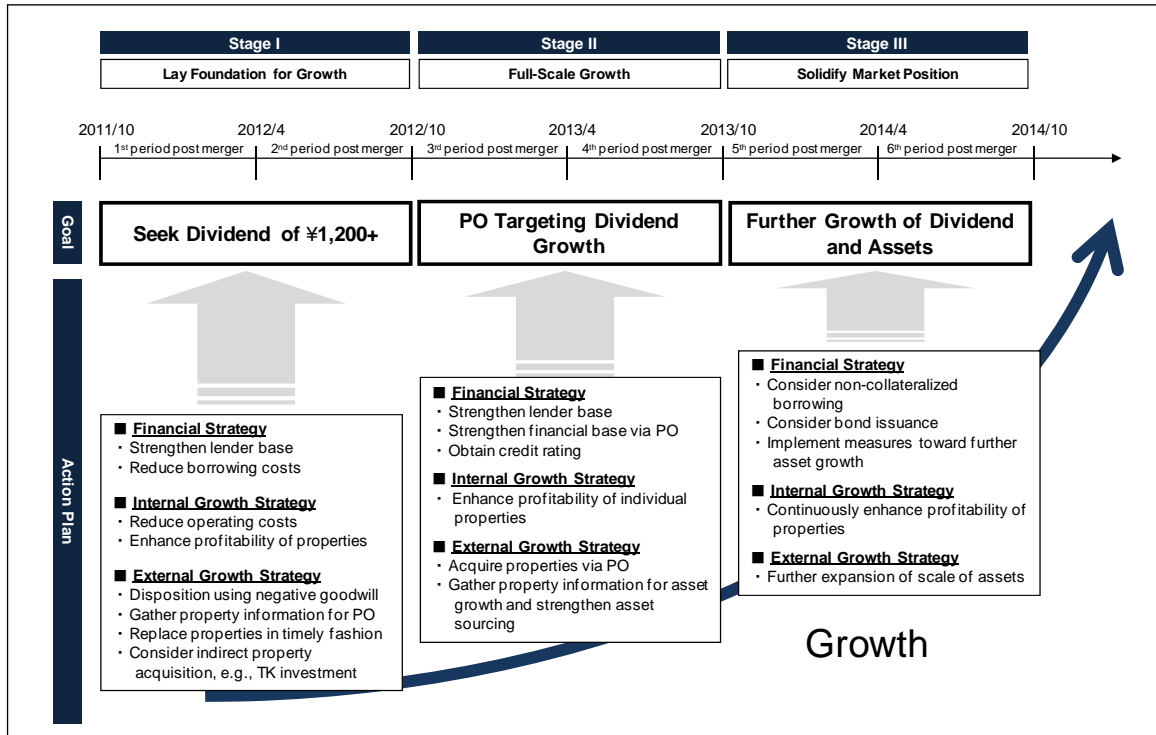 Stage I
Stage II
Stage III
Lay Foundation for Growth
Full-Scale Growth
Solidify Market Position
2011/10
2012/4
2012/10
2013/4
2013/10
2014/4
2014/10
1st period post merger
2nd period post merger
3rd period post merger
4th period post merger
5th period post merger
6th period post merger
Goal
Seek Dividend of ¥1,200+
PO Targeting Dividend
Growth
Further Growth of Dividend
and Assets
Action Plan
■ Financial Strategy
・ Strengthen lender base
・ Reduce borrowing costs
■ Internal Growth Strategy
・ Reduce operating costs
・ Enhance profitability of properties
■ External Growth Strategy
・ Disposition using negative goodwill
・ Gather property information for PO
・ Replace properties in timely fashion
・ Consider indirect property
acquisition, e.g., TK investment
■ Financial Strategy
・ Strengthen lender base
・ Strengthen financial base via PO
・ Obtain credit rating
■ Internal Growth Strategy
・ Enhance profitability of individual
properties
■ External Growth Strategy
・ Acquire properties via PO
・ Gather property information for asset
growth and strengthen asset
sourcing
■ Financial Strategy
・ Consider non-collateralized
borrowing
・ Consider bond issuance
・ Implement measures toward further
asset growth
■ Internal Growth Strategy
・ Continuously enhance profitability of
properties
■ External Growth Strategy
・ Further expansion of scale of assets
Growth